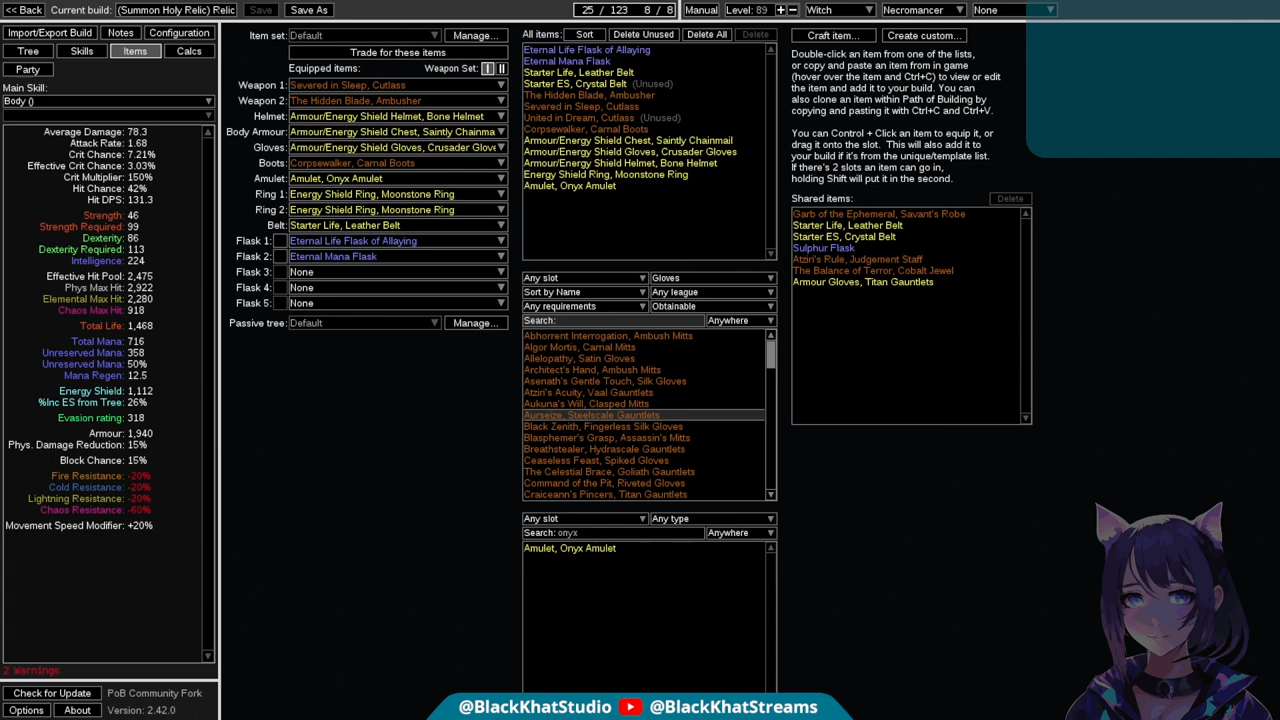 << Back
Current build: (Summon Holy Relic) Relic
Save
Save As
25 / 123 8 / 8
Manual
Level: 89
+
−
Witch
Necromancer
None
Import/Export Build
Notes
Configuration
Tree
Skills
Items
Calcs
Party
Main Skill:
Body ()
Average Damage: 78.3
Attack Rate: 1.68
Crit Chance: 7.21%
Effective Crit Chance: 3.03%
Crit Multiplier: 150%
Hit Chance: 42%
Hit DPS: 131.3
Strength: 46
Strength Required: 99
Dexterity: 86
Dexterity Required: 113
Intelligence: 224
Effective Hit Pool: 2,475
Phys Max Hit: 2,922
Elemental Max Hit: 2,280
Chaos Max Hit: 918
Total Life: 1,468
Total Mana: 716
Unreserved Mana: 358
Unreserved Mana: 50%
Mana Regen: 12.5
Energy Shield: 1,112
%Inc ES from Tree: 26%
Evasion rating: 318
Armour: 1,940
Phys. Damage Reduction: 15%
Block Chance: 15%
Fire Resistance: -20%
Cold Resistance: -20%
Lightning Resistance: -20%
Chaos Resistance: -60%
Movement Speed Modifier: +20%
2 Warnings
Check for Update
PoB Community Fork
Options
About
Version: 2.42.0
Item set: Default
Manage...
Trade for these items
Equipped items:
Weapon Set: I II
Weapon 1: Severed in Sleep, Cutlass
Weapon 2: The Hidden Blade, Ambusher
Helmet: Armour/Energy Shield Helmet, Bone Helmet
Body Armour: Armour/Energy Shield Chest, Saintly Chainma
Gloves: Armour/Energy Shield Gloves, Crusader Glove
Boots: Corpsewalker, Carnal Boots
Amulet: Amulet, Onyx Amulet
Ring 1: Energy Shield Ring, Moonstone Ring
Ring 2: Energy Shield Ring, Moonstone Ring
Belt: Starter Life, Leather Belt
Flask 1: Eternal Life Flask of Allaying
Flask 2: Eternal Mana Flask
Flask 3: None
Flask 4: None
Flask 5: None
Passive tree: Default
Manage...
All items:
Sort
Delete Unused
Delete All
Delete
Eternal Life Flask of Allaying
Eternal Mana Flask
Starter Life, Leather Belt
Starter ES, Crystal Belt (Unused)
The Hidden Blade, Ambusher
Severed in Sleep, Cutlass
United in Dream, Cutlass (Unused)
Corpsewalker, Carnal Boots
Armour/Energy Shield Chest, Saintly Chainmail
Armour/Energy Shield Gloves, Crusader Gloves
Armour/Energy Shield Helmet, Bone Helmet
Energy Shield Ring, Moonstone Ring
Amulet, Onyx Amulet
Any slot
Gloves
Sort by Name
Any league
Any requirements
Obtainable
Search:
Anywhere
Abhorrent Interrogation, Ambush Mitts
Algor Mortis, Carnal Mitts
Allelopathy, Satin Gloves
Architect's Hand, Ambush Mitts
Asenath's Gentle Touch, Silk Gloves
Atziri's Acuity, Vaal Gauntlets
Aukuna's Will, Clasped Mitts
Aurseize, Steelscale Gauntlets
Black Zenith, Fingerless Silk Gloves
Blasphemer's Grasp, Assassin's Mitts
Breathstealer, Hydrascale Gauntlets
Ceaseless Feast, Spiked Gloves
The Celestial Brace, Goliath Gauntlets
Command of the Pit, Riveted Gloves
Craiceann's Pincers, Titan Gauntlets
Any slot
Any type
Search: onyx
Anywhere
Amulet, Onyx Amulet
Craft item...
Create custom...
Double-click an item from one of the lists,
or copy and paste an item from in game
(hover over the item and Ctrl+C) to view or edit
the item and add it to your build. You can
also clone an item within Path of Building by
copying and pasting it with Ctrl+C and Ctrl+V.
You can Control + Click an item to equip it, or
drag it onto the slot. This will also add it to
your build if it's from the unique/template list.
If there's 2 slots an item can go in,
holding Shift will put it in the second.
Shared items:
Delete
Garb of the Ephemeral, Savant's Robe
Starter Life, Leather Belt
Starter ES, Crystal Belt
Sulphur Flask
Atziri's Rule, Judgement Staff
The Balance of Terror, Cobalt Jewel
Armour Gloves, Titan Gauntlets
@BlackKhatStudio
@BlackKhatStreams